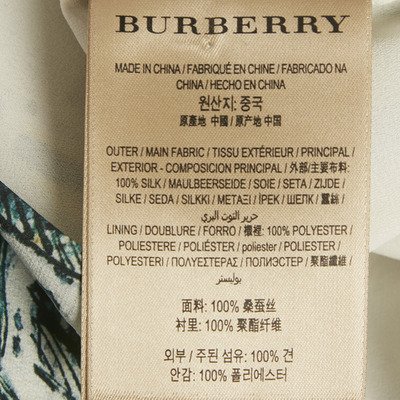 BURBERRY
MADE IN CHINA / FABRIQUÉ EN CHINE / FABRICADO NA
CHINA / HECHO EN CHINA
원산지: 중국
原產地 中國 / 原产地 中国
OUTER / MAIN FABRIC / TISSU EXTÉRIEUR / PRINCIPAL /
EXTERIOR - COMPOSICION PRINCIPAL / 外部/主要布料:
100% SILK / MAULBEERSEIDE / SOIE / SETA / ZIJDE /
SILKE / SEDA / SILKKI / ΜΕΤΑΞΙ / İPEK / ШЕЛК / 蠶絲 /
حرير التوت البري
LINING / DOUBLURE / FORRO / 襯裡: 100% POLYESTER /
POLIESTERE / POLIÉSTER / poliester / POLIESTER /
POLYESTERI / ΠΟΛΥΕΣΤΕΡΑΣ / ПОЛИЭСТЕР / 聚酯纖維 /
بوليستر
面料: 100% 桑蚕丝
衬里: 100% 聚酯纤维
외부 / 주된 섬유: 100% 견
안감: 100% 폴리에스터